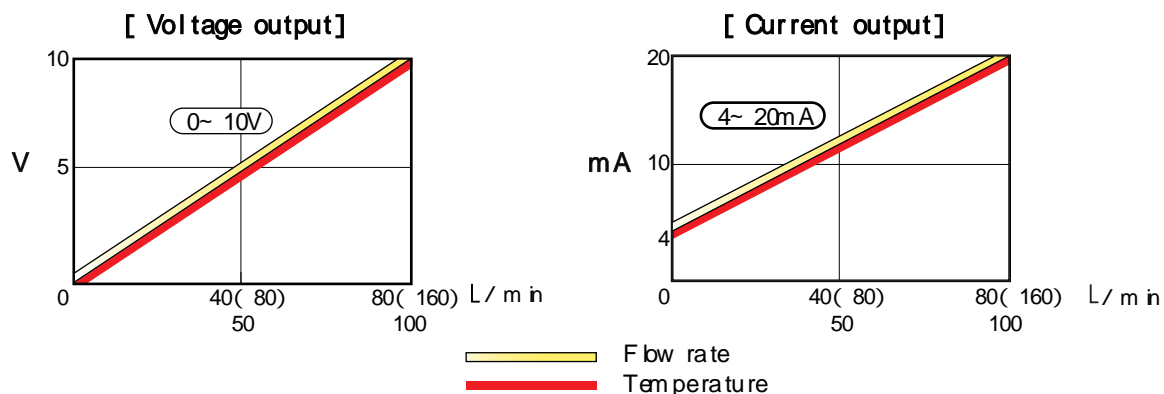 [ Voltage output]
10
0~ 10V
V
5
0
40( 80)
80( 160)
L/min
50
100
[ Current output]
20
4~ 20mA
mA
10
4
0
40( 80)
80( 160)
L/min
50
100
Flow rate
Temperature